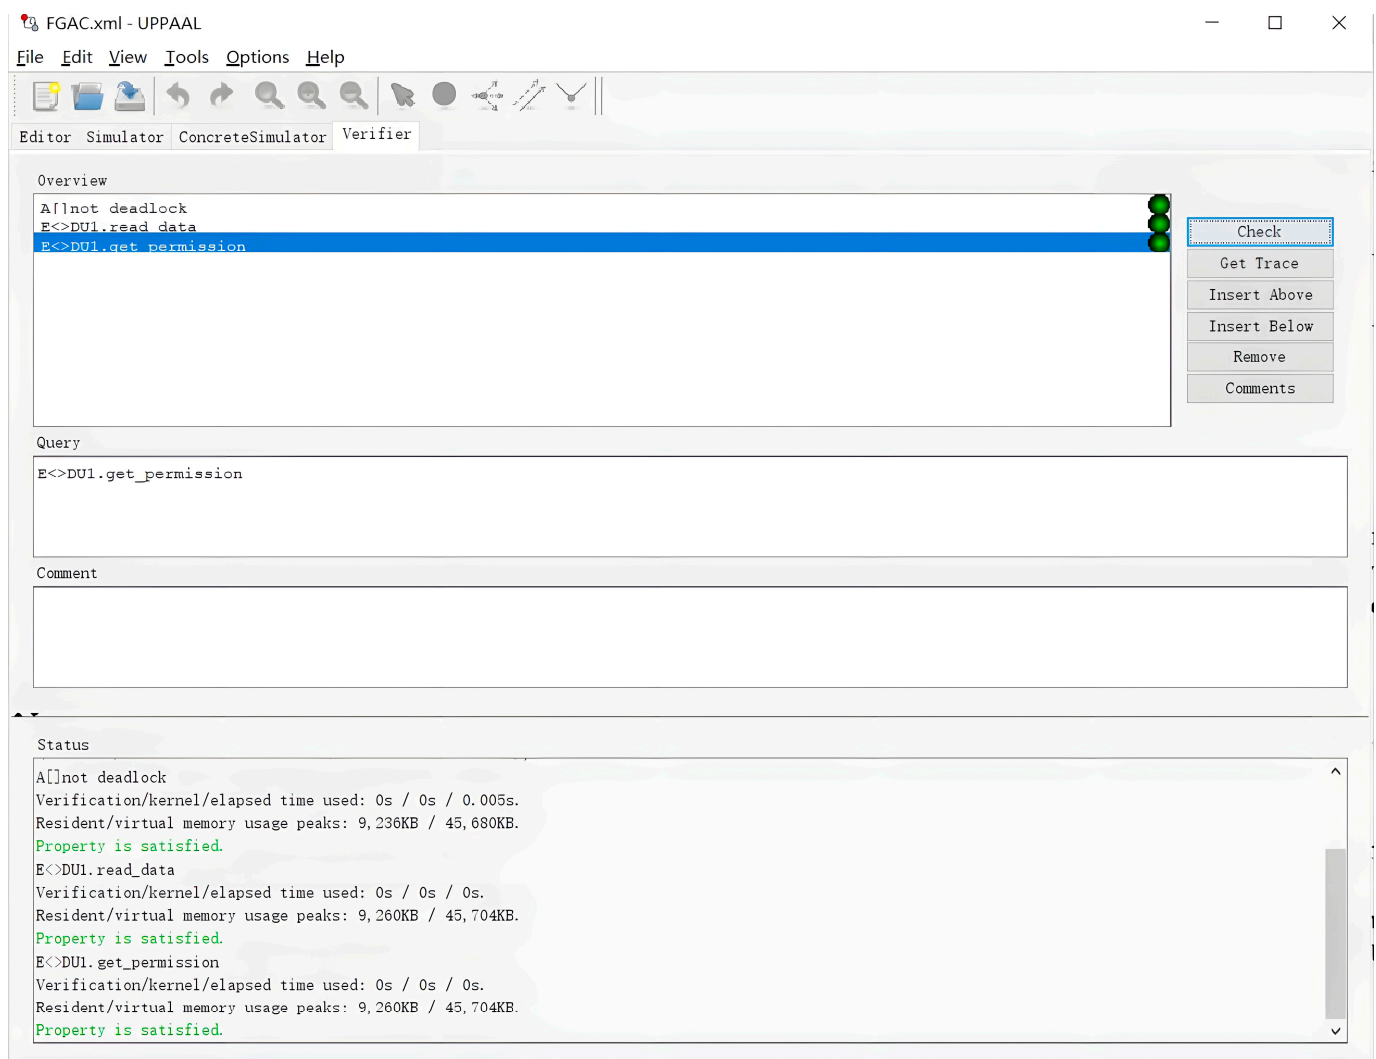 FGAC.xml - UPPAAL
File Edit View Tools Options Help
Editor Simulator ConcreteSimulator Verifier
Overview
A[]not deadlock
E<>DU1.read_data
E<>DU1.get_permission
Check
Get Trace
Insert Above
Insert Below
Remove
Comments
Query
E<>DU1.get_permission
Comment
Status
A[]not deadlock
Verification/kernel/elapsed time used: 0s / 0s / 0.005s.
Resident/virtual memory usage peaks: 9,236KB / 45,680KB.
Property is satisfied.
E<>DU1.read_data
Verification/kernel/elapsed time used: 0s / 0s / 0s.
Resident/virtual memory usage peaks: 9,260KB / 45,704KB.
Property is satisfied.
E<>DU1.get_permission
Verification/kernel/elapsed time used: 0s / 0s / 0s.
Resident/virtual memory usage peaks: 9,260KB / 45,704KB.
Property is satisfied.